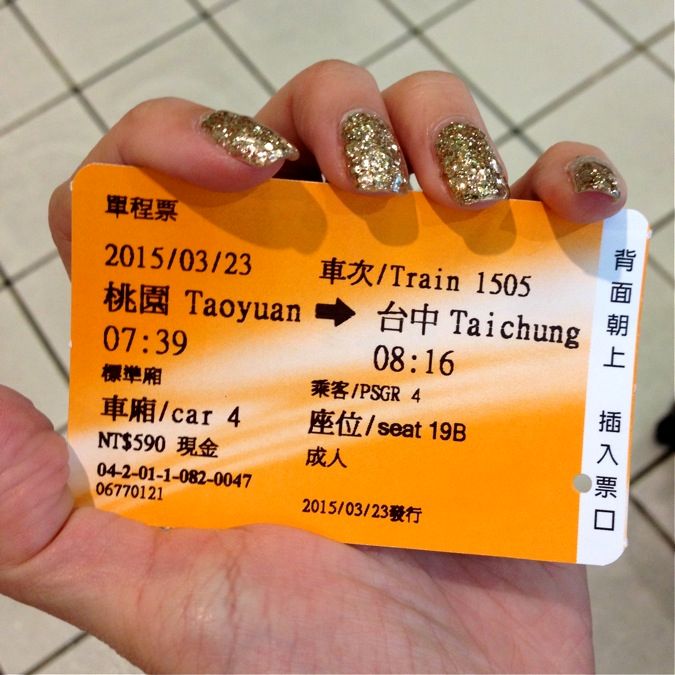 單程票
2015/03/23
車次/Train 1505
桃園 Taoyuan → 台中 Taichung
07:39
08:16
標準廂
乘客/PSGR 4
車廂/car 4
座位/seat 19B
NT$590 現金
成人
04-2-01-1-082-0047
06770121
2015/03/23發行
背面朝上 插入票口